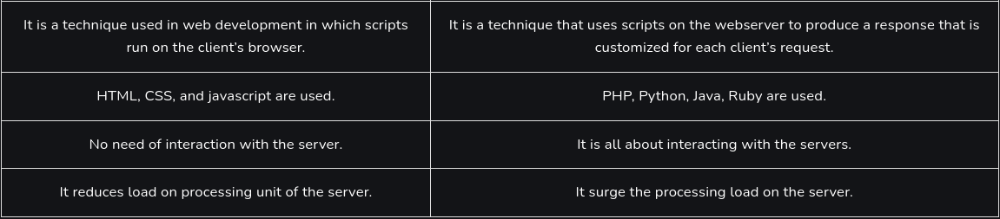 It is a technique used in web development in which scripts
run on the client’s browser.
It is a technique that uses scripts on the webserver to produce a response that is
customized for each client’s request.
HTML, CSS, and javascript are used.
PHP, Python, Java, Ruby are used.
No need of interaction with the server.
It is all about interacting with the servers.
It reduces load on processing unit of the server.
It surge the processing load on the server.